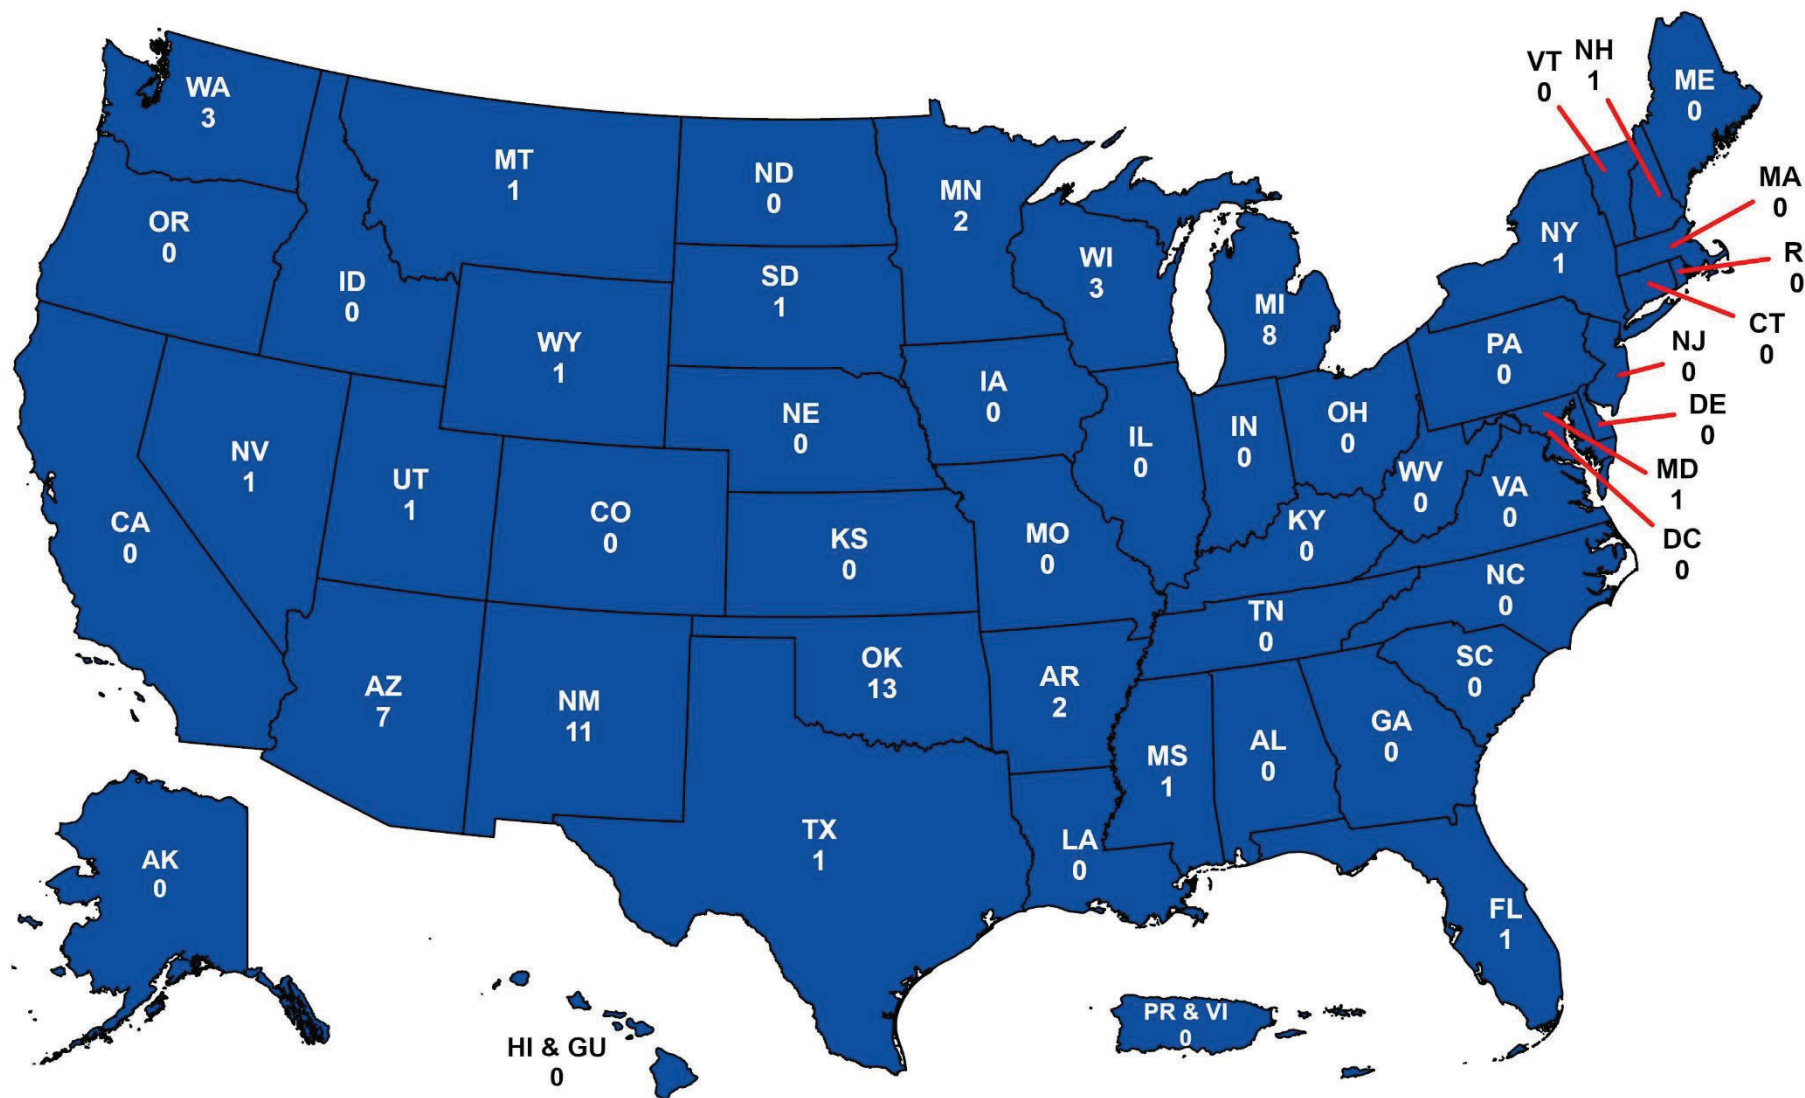 WA
3
MT
1
ND
0
MN
2
VT
0
NH
1
ME
0
OR
0
ID
0
WY
1
SD
1
WI
3
MI
8
NY
1
MA
0
R
0
CT
0
NJ
0
PA
0
DE
0
MD
1
DC
0
CA
0
NV
1
UT
1
CO
0
NE
0
IA
0
IL
0
IN
0
OH
0
WV
0
VA
0
KS
0
MO
0
KY
0
NC
0
TN
0
AZ
7
NM
11
OK
13
AR
2
SC
0
GA
0
AL
0
MS
1
TX
1
LA
0
FL
1
AK
0
HI & GU
0
PR & VI
0